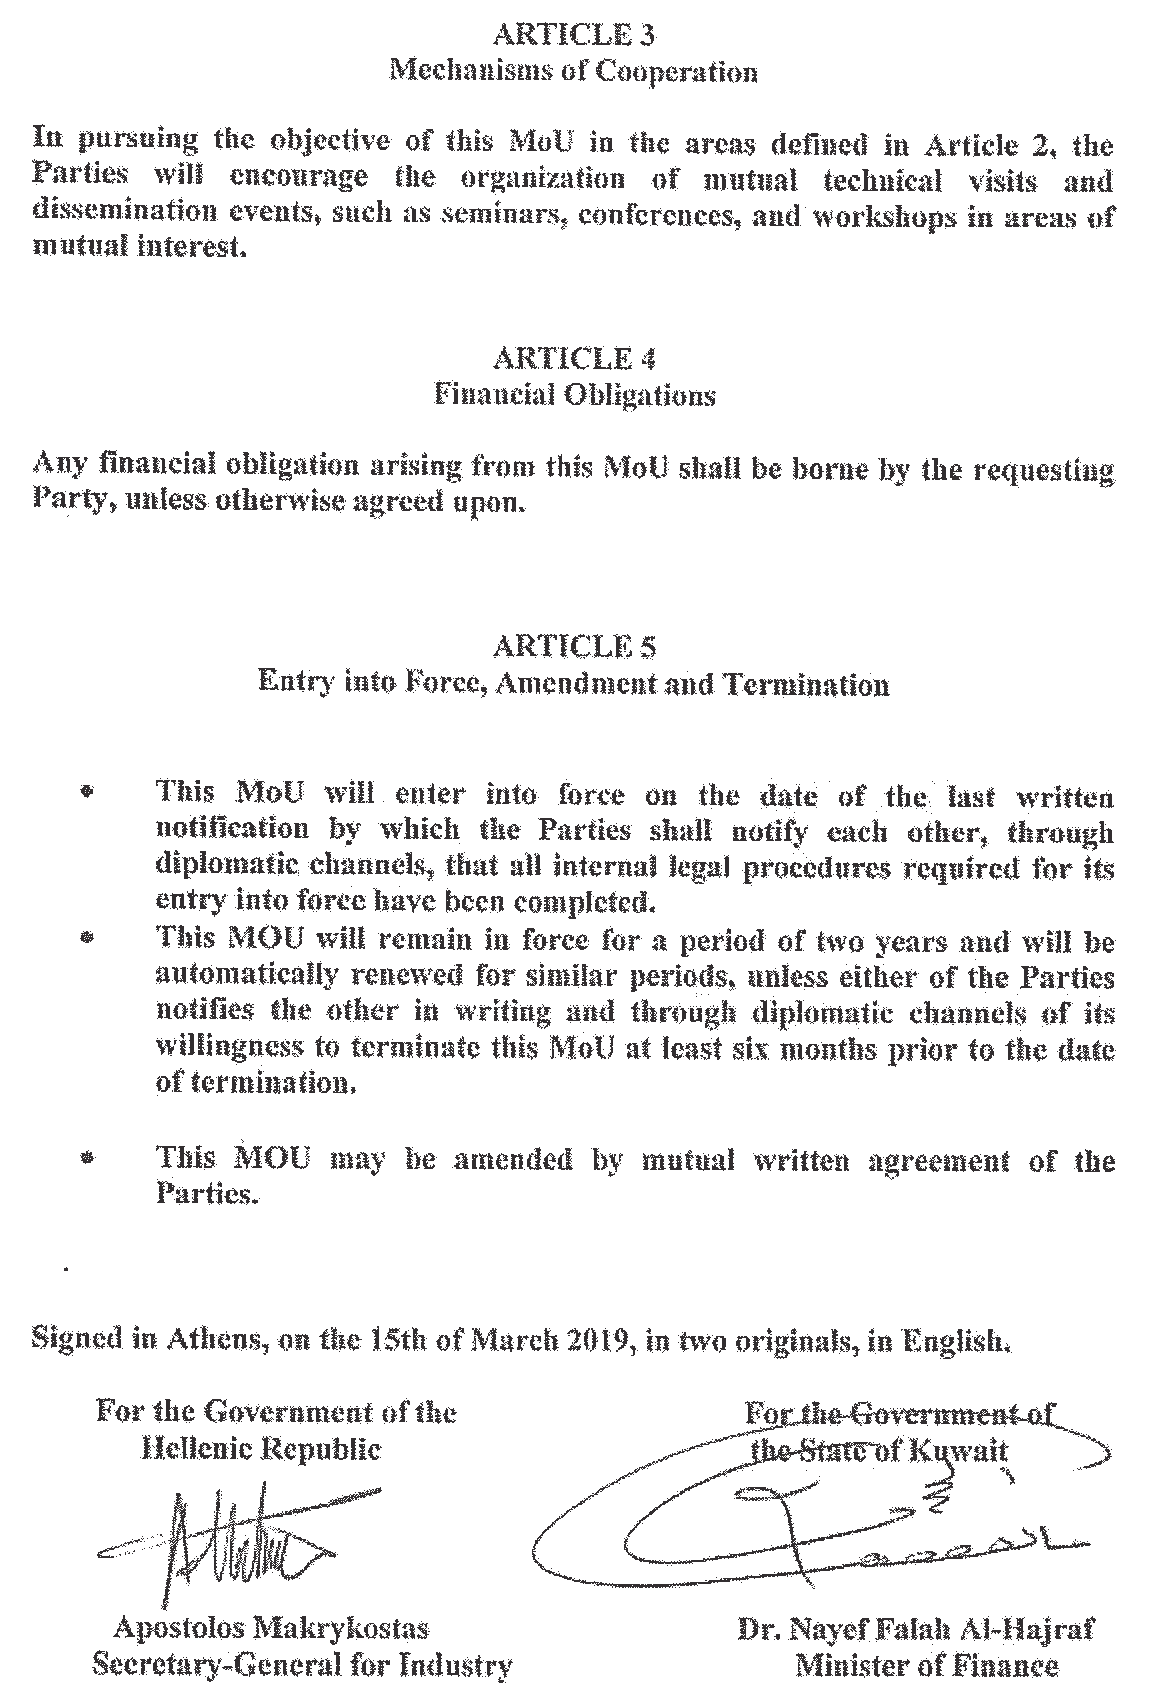 ARTICLE 3
Mechanisms of Cooperation
In pursuing the objective of this MoU in the areas defined in Article 2, the
Parties will encourage the organization of mutual technical visits and
dissemination events, such as seminars, conferences, and workshops in areas of
mutual interest.
ARTICLE 4
Financial Obligations
Any financial obligation arising from this MoU shall be borne by the requesting
Party, unless otherwise agreed upon.
ARTICLE 5
Entry into Force, Amendment and Termination
• This MoU will enter into force on the date of the last written
notification by which the Parties shall notify each other, through
diplomatic channels, that all internal legal procedures required for its
entry into force have been completed.
• This MOU will remain in force for a period of two years and will be
automatically renewed for similar periods, unless either of the Parties
notifies the other in writing and through diplomatic channels of its
willingness to terminate this MoU at least six months prior to the date
of termination.
• This MOU may be amended by mutual written agreement of the
Parties.
Signed in Athens, on the 15th of March 2019, in two originals, in English.
For the Government of the
Hellenic Republic
Apostolos Makrykostas
Secretary-General for Industry
For the Government of
the State of Kuwait
Dr. Nayef Falah Al-Hajraf
Minister of Finance